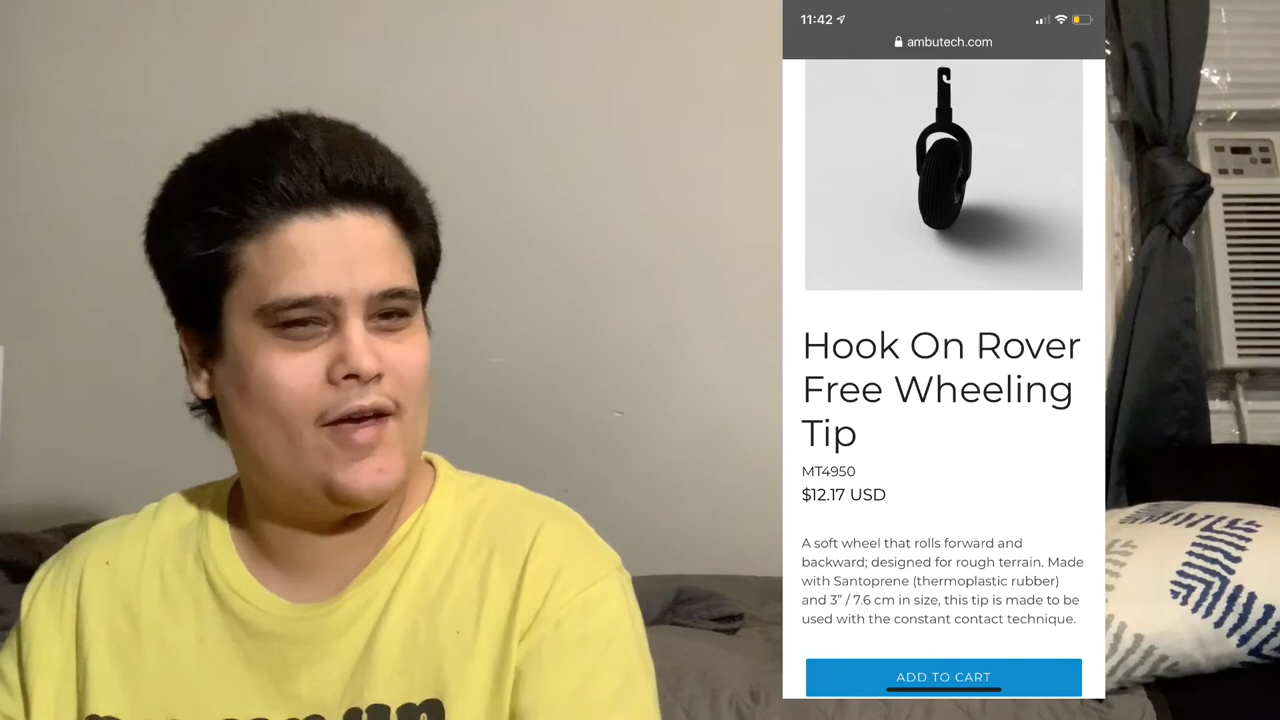 11:42
ambutech.com
Hook On Rover
Free Wheeling
Tip
MT4950
$12.17 USD
A soft wheel that rolls forward and
backward; designed for rough terrain. Made
with Santoprene (thermoplastic rubber)
and 3” / 7.6 cm in size, this tip is made to be
used with the constant contact technique.
ADD TO CART